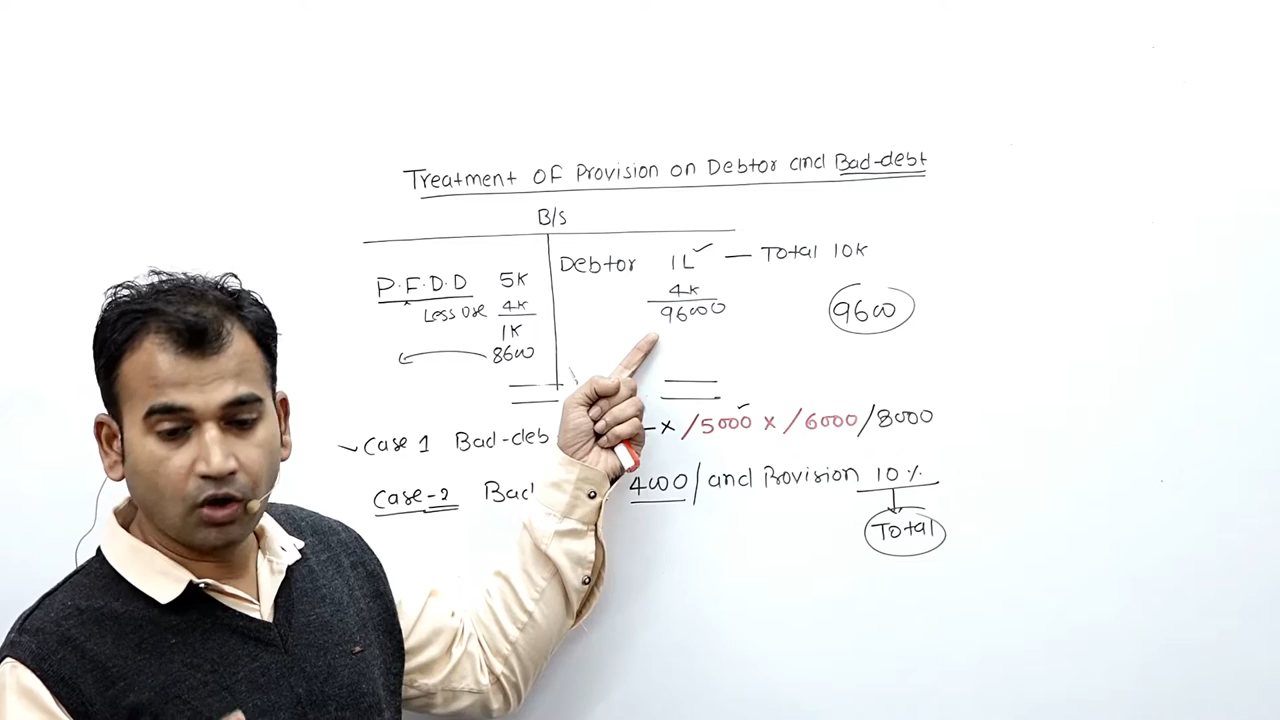 Treatment OF Provision on Debtor and Bad-debt
B/S
P.F.D.D 5K
Less Use 4K
1K
8600
Debtor 1L ✓ — Total 10K
4K
96000
9600
Case 1 Bad-deb x /5000 ✓ x /6000/8000
Case-2 Bad 4000/and Provision 10%
Total